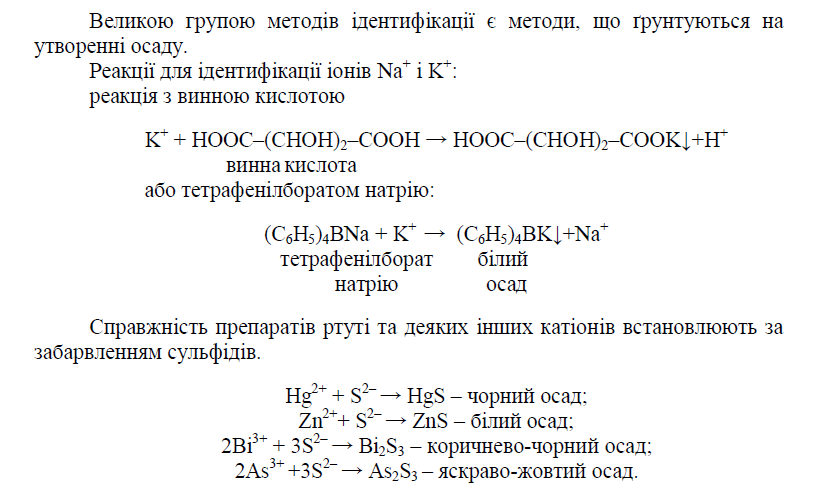 Великою групою методів ідентифікації є методи, що ґрунтуються на
утворенні осаду.
Реакції для ідентифікації іонів Na⁺ і K⁺:
реакція з винною кислотою
K⁺ + HOOC–(CHOH)₂–COOH → HOOC–(CHOH)₂–COOK↓+H⁺
винна кислота
або тетрафенілборатом натрію:
(C₆H₅)₄BNa + K⁺ → (C₆H₅)₄BK↓+Na⁺
тетрафенілборат білий
натрію осад
Справжність препаратів ртуті та деяких інших катіонів встановлюють за
забарвленням сульфідів.
Hg²⁺ + S²⁻ → HgS – чорний осад;
Zn²⁺+ S²⁻ → ZnS – білий осад;
2Bi³⁺ + 3S²⁻ → Bi₂S₃ – коричнево-чорний осад;
2As³⁺ +3S²⁻ → As₂S₃ – яскраво-жовтий осад.